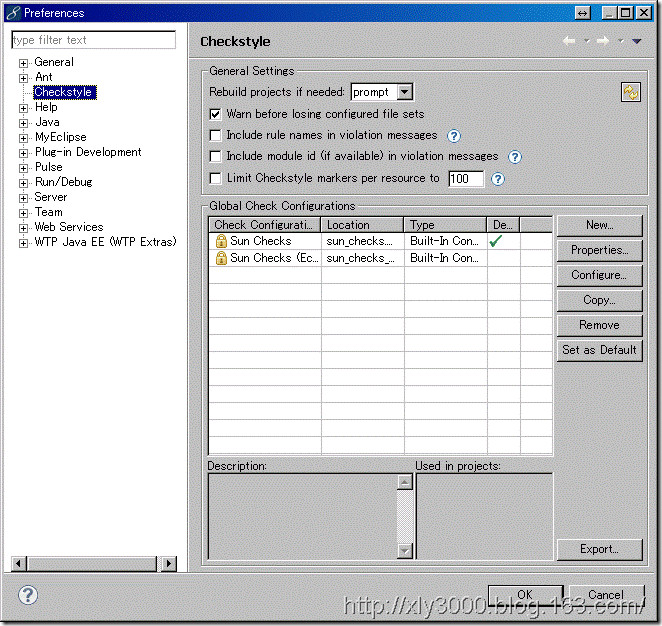 Preferences
type filter text
General
Ant
Checkstyle
Help
Java
MyEclipse
Plug-in Development
Pulse
Run/Debug
Server
Team
Web Services
WTP Java EE (WTP Extras)
Checkstyle
General Settings
Rebuild projects if needed: prompt
Warn before losing configured file sets
Include rule names in violation messages
Include module id (if available) in violation messages
Limit Checkstyle markers per resource to 100
Global Check Configurations
Check Configurati... Location Type De...
Sun Checks sun_checks.... Built-In Con...
Sun Checks (Ec... sun_checks_... Built-In Con...
New...
Properties...
Configure...
Copy...
Remove
Set as Default
Description:
Used in projects:
Export...
OK
Cancel
http://xly3000.blog.163.com/